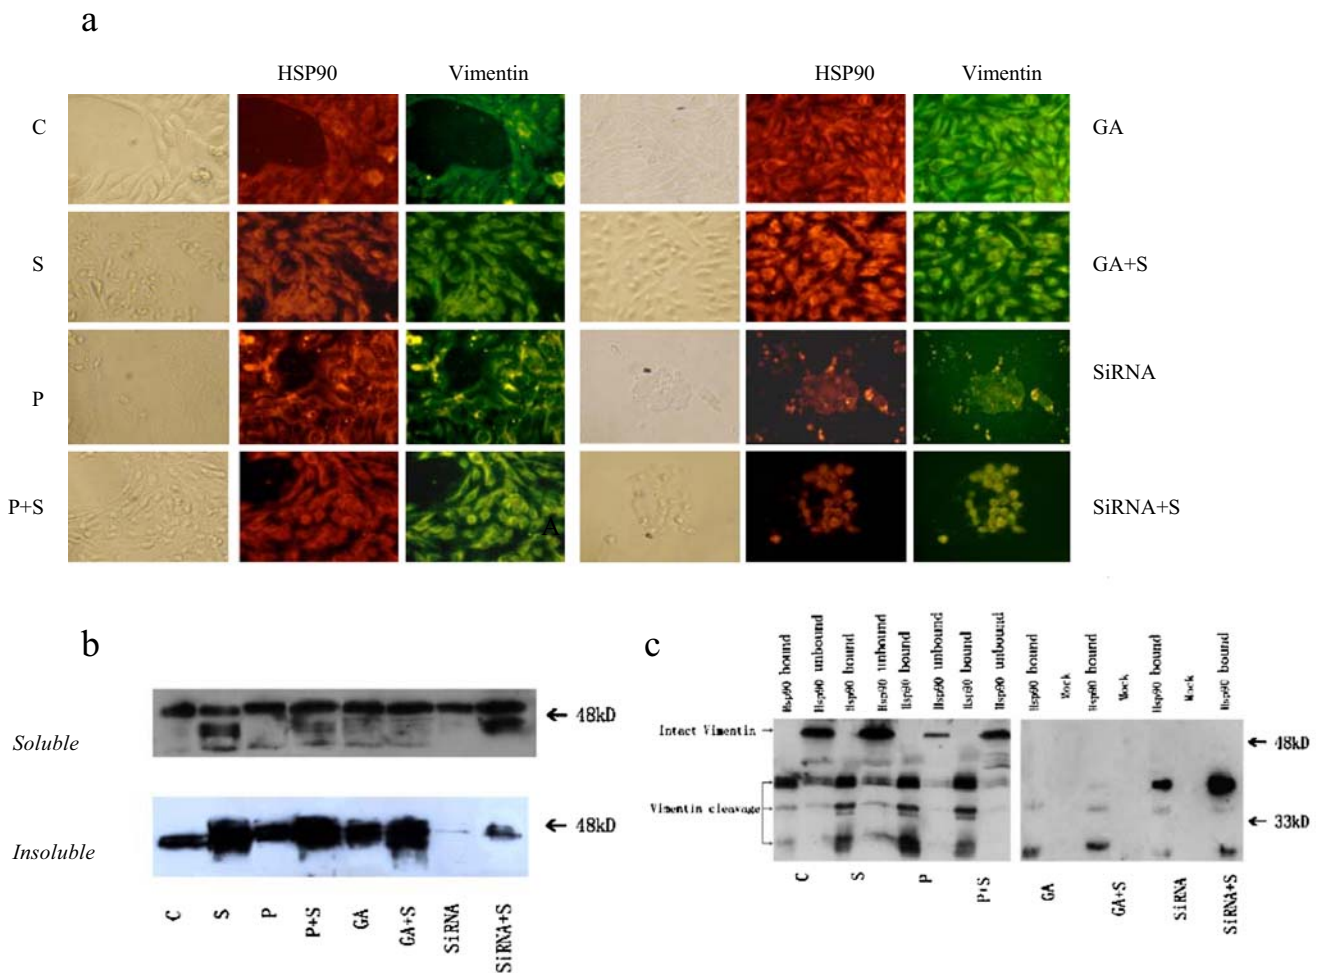 a
HSP90 Vimentin HSP90 Vimentin
C GA
S GA+S
P SiRNA
P+S SiRNA+S
A
b
Soluble
48kD
Insoluble
48kD
C S P P+S GA GA+S SiRNA SiRNA+S
c
Hsp90 bound Hsp90 unbound Hsp90 bound Hsp90 unbound Hsp90 bound Hsp90 unbound Hsp90 bound Hsp90 unbound Hsp90 bound Mock Hsp90 bound Mock Hsp90 bound Mock Hsp90 bound
Intact Vimentin
48kD
Vimentin cleavage
33kD
C S P P+S GA GA+S SiRNA SiRNA+S